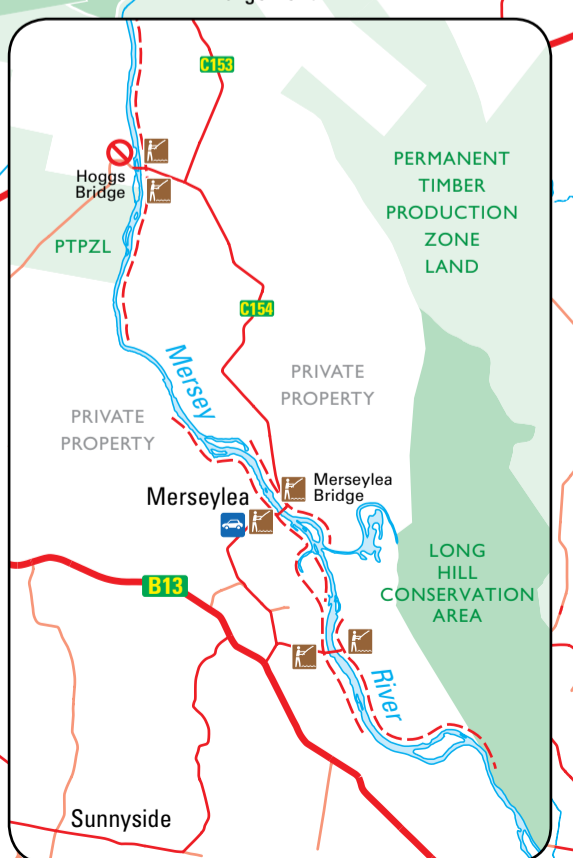 C153
Hoggs
Bridge
PERMANENT
TIMBER
PRODUCTION
ZONE
LAND
PTPZL
C154
Mersey
PRIVATE
PROPERTY
PRIVATE
PROPERTY
Merseylea
Bridge
Merseylea
LONG
HILL
CONSERVATION
AREA
B13
River
Sunnyside